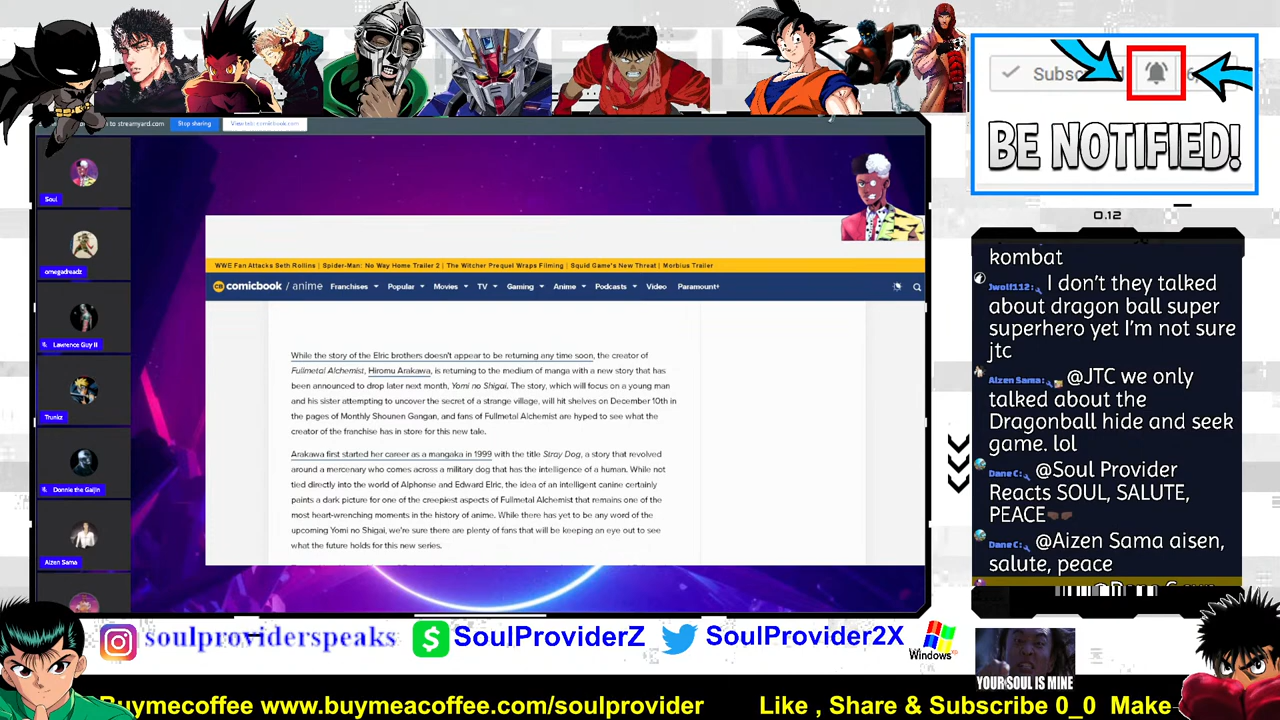 to streamyard.com Stop sharing
Soul
omegadreadz
Lawrence Guy II
Trunkz
Donnie the Gaijin
Aizen Sama
WWE Fan Attacks Seth Rollins | Spider-Man: No Way Home Trailer 2 | The Witcher Prequel Wraps Filming | Squid Game's New Threat | Morbius Trailer
CB comicbook / anime Franchises Popular Movies TV Gaming Anime Podcasts Video Paramount+
While the story of the Elric brothers doesn't appear to be returning any time soon, the creator of
Fullmetal Alchemist, Hiromu Arakawa, is returning to the medium of manga with a new story that has
been announced to drop later next month, Yomi no Shigai. The story, which will focus on a young man
and his sister attempting to uncover the secret of a strange village, will hit shelves on December 10th in
the pages of Monthly Shounen Gangan, and fans of Fullmetal Alchemist are hyped to see what the
creator of the franchise has in store for this new tale.
Arakawa first started her career as a mangaka in 1999 with the title Stray Dog, a story that revolved
around a mercenary who comes across a military dog that has the intelligence of a human. While not
tied directly into the world of Alphonse and Edward Elric, the idea of an intelligent canine certainly
paints a dark picture for one of the creepiest aspects of Fullmetal Alchemist that remains one of the
most heart-wrenching moments in the history of anime. While there has yet to be any word of the
upcoming Yomi no Shigai, we're sure there are plenty of fans that will be keeping an eye out to see
what the future holds for this new series.
BE NOTIFIED!
0.12
kombat
Jwolf112: I don't they talked
about dragon ball super
superhero yet I'm not sure
jtc
Aizen Sama: @JTC we only
talked about the
Dragonball hide and seek
game. lol
Dane C: @Soul Provider
Reacts SOUL, SALUTE,
PEACE
Dane C: @Aizen Sama aisen,
salute, peace
soulproviderspeaks $ SoulProviderZ SoulProvider2X Windows
YOUR SOUL IS MINE
Buymecoffee www.buymeacoffee.com/soulprovider Like , Share & Subscribe 0_0 Make